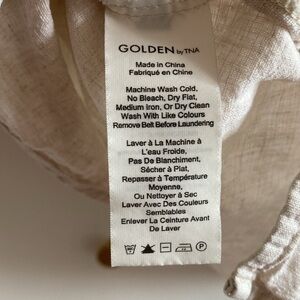 GOLDEN by TNA
Made in China
Fabriqué en Chine
Machine Wash Cold,
No Bleach, Dry Flat,
Medium Iron, Or Dry Clean
Wash With Like Colours
Remove Belt Before Laundering
Laver À La Machine À
L'eau Froide,
Pas De Blanchiment,
Sécher à Plat,
Repasser à Température
Moyenne,
Ou Nettoyer à Sec
Laver Avec Des Couleurs
Semblables
Enlever La Ceinture Avant
De Laver
P